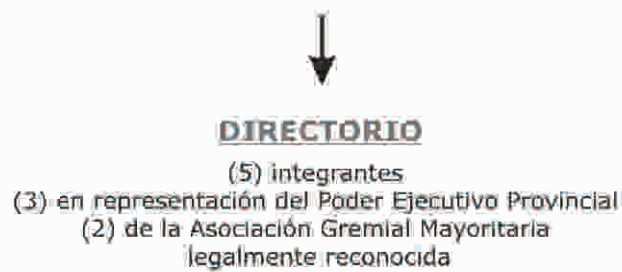 DIRECTORIO
(5) integrantes
(3) en representación del Poder Ejecutivo Provincial
(2) de la Asociación Gremial Mayoritaria
legalmente reconocida